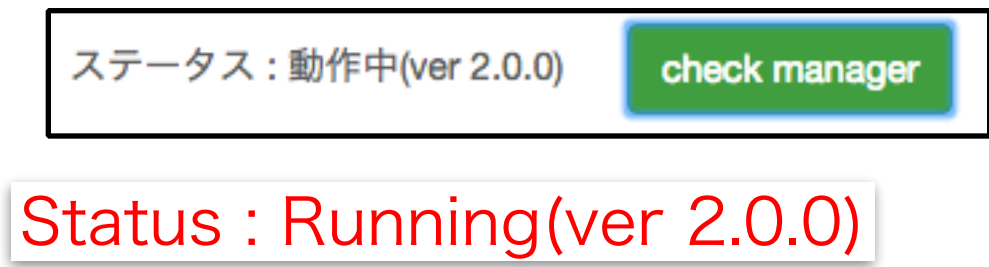 ステータス : 動作中(ver 2.0.0) check manager
Status : Running(ver 2.0.0)